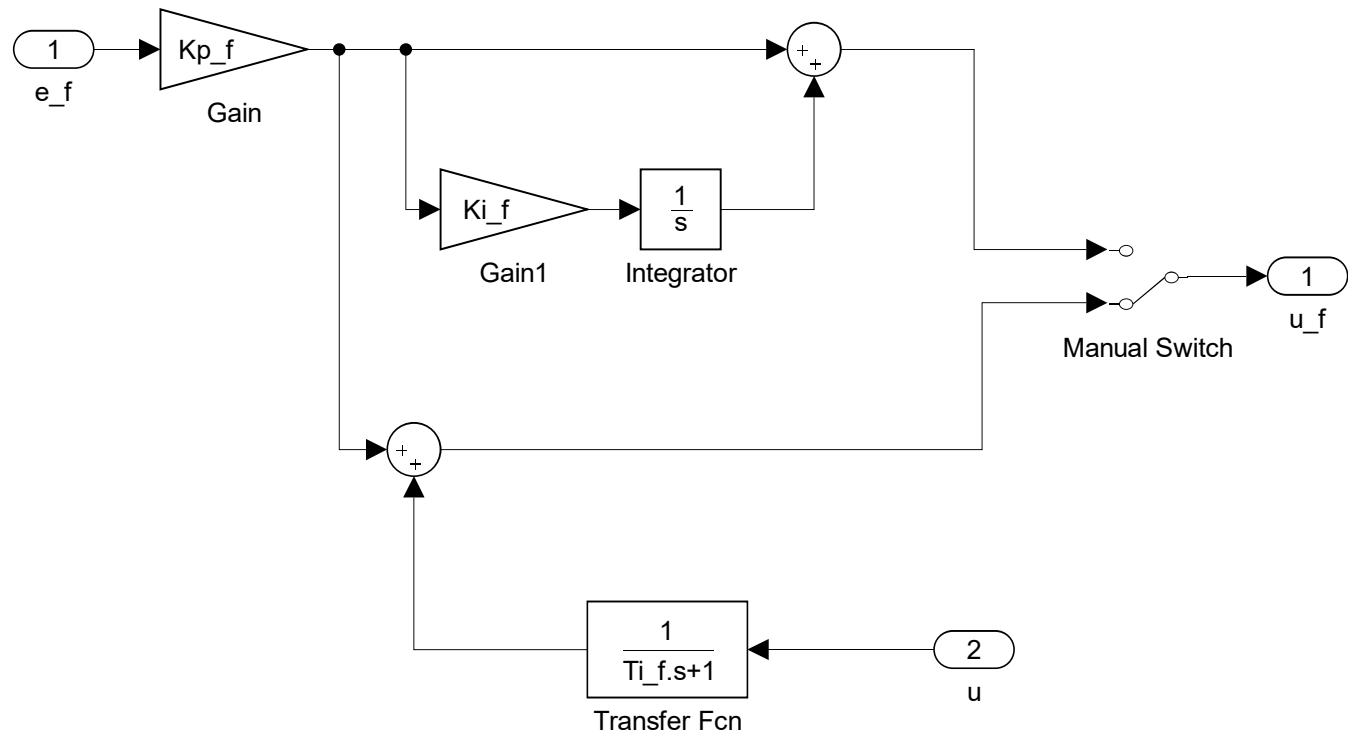 1
e_f
Kp_f
Gain
+
+
Ki_f
Gain1
1
s
Integrator
Manual Switch
1
u_f
+
+
1
Ti_f.s+1
Transfer Fcn
2
u